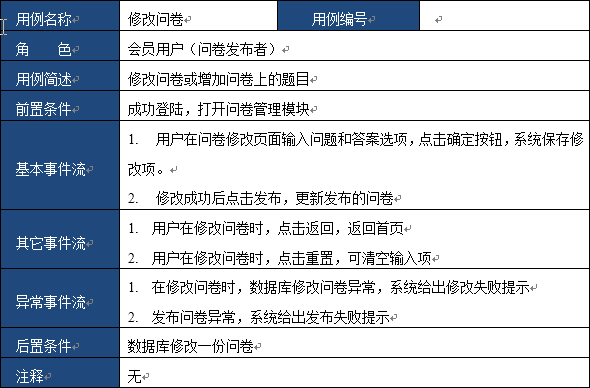 用例名称 修改问卷 用例编号
角 色 会员用户（问卷发布者）
用例简述 修改问卷或增加问卷上的题目
前置条件 成功登陆，打开问卷管理模块
基本事件流 1. 用户在问卷修改页面输入问题和答案选项，点击确定按钮，系统保存修
改项。
2. 修改成功后点击发布，更新发布的问卷
其它事件流 1. 用户在修改问卷时，点击返回，返回首页
2. 用户在修改问卷时，点击重置，可清空输入项
异常事件流 1. 在修改问卷时，数据库修改问卷异常，系统给出修改失败提示
2. 发布问卷异常，系统给出发布失败提示
后置条件 数据库修改一份问卷
注释 无